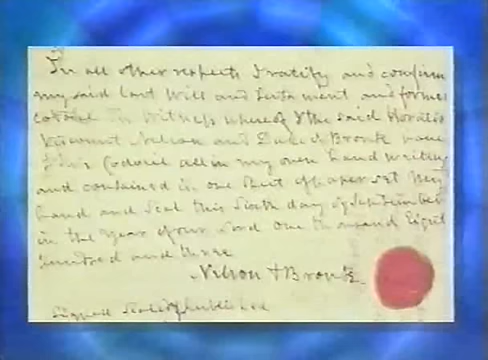 In all other respects I ratify and confirm
my said Last Will and Testament and former
Codicil In Witness whereof I the said Horatio
Viscount Nelson and Duke of Bronte have
this Codicil all in my own hand writing
and contained in one Sheet of paper set my
hand and Seal this Sixth day of September
in the Year of our Lord One thousand Eight
Hundred and three
Nelson & Bronte
Signed Sealed & published